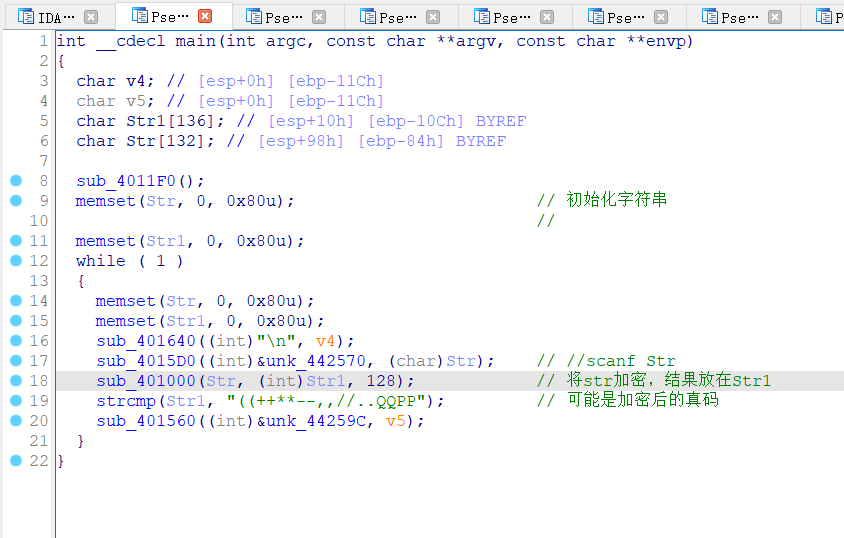 IDA… Pse… Pse… Pse… Pse… Pse… Pse… P
1 int __cdecl main(int argc, const char **argv, const char **envp)
2 {
3 char v4; // [esp+0h] [ebp-11Ch]
4 char v5; // [esp+0h] [ebp-11Ch]
5 char Str1[136]; // [esp+10h] [ebp-10Ch] BYREF
6 char Str[132]; // [esp+98h] [ebp-84h] BYREF
7
8 sub_4011F0();
9 memset(Str, 0, 0x80u); // 初始化字符串
10 //
11 memset(Str1, 0, 0x80u);
12 while ( 1 )
13 {
14 memset(Str, 0, 0x80u);
15 memset(Str1, 0, 0x80u);
16 sub_401640((int)"\n", v4);
17 sub_4015D0((int)&unk_442570, (char)Str); // //scanf Str
18 sub_401000(Str, (int)Str1, 128); // 将str加密，结果放在Str1
19 strcmp(Str1, "((++**--,,//..QQPP"); // 可能是加密后的真码
20 sub_401560((int)&unk_44259C, v5);
21 }
22 }